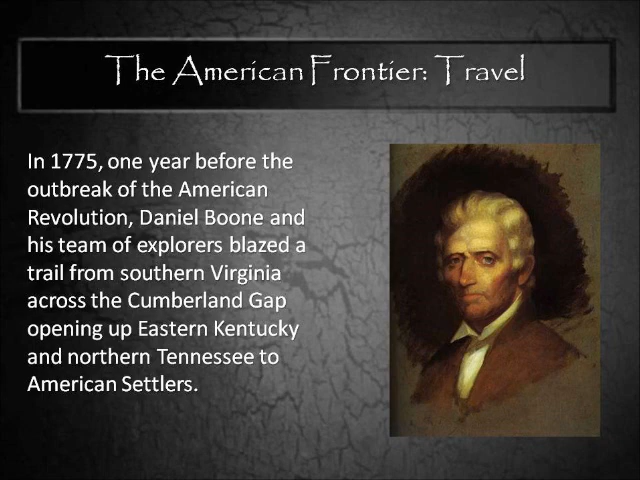 The American Frontier: Travel
In 1775, one year before the
outbreak of the American
Revolution, Daniel Boone and
his team of explorers blazed a
trail from southern Virginia
across the Cumberland Gap
opening up Eastern Kentucky
and northern Tennessee to
American Settlers.